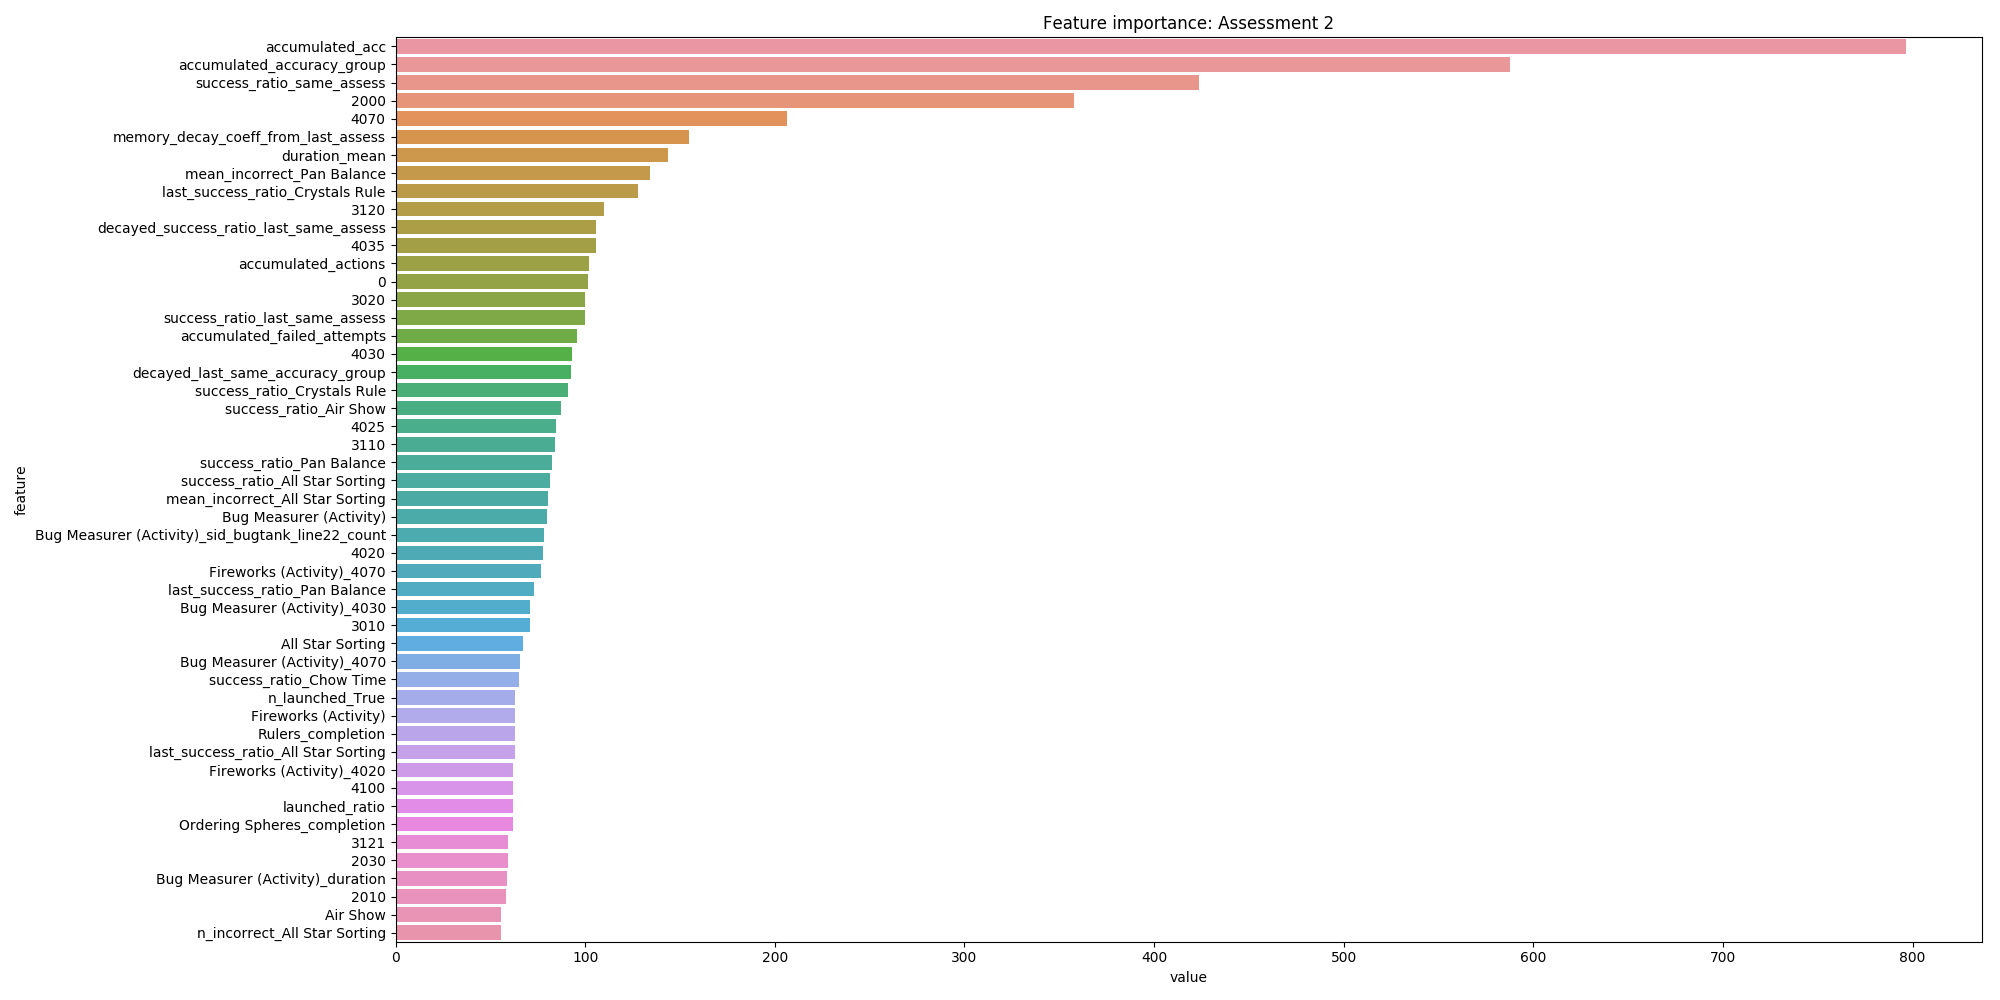 Feature importance: Assessment 2
accumulated_acc
accumulated_accuracy_group
success_ratio_same_assess
2000
4070
memory_decay_coeff_from_last_assess
duration_mean
mean_incorrect_Pan Balance
last_success_ratio_Crystals Rule
3120
decayed_success_ratio_last_same_assess
4035
accumulated_actions
0
3020
success_ratio_last_same_assess
accumulated_failed_attempts
4030
decayed_last_same_accuracy_group
success_ratio_Crystals Rule
success_ratio_Air Show
4025
3110
success_ratio_Pan Balance
success_ratio_All Star Sorting
mean_incorrect_All Star Sorting
Bug Measurer (Activity)
Bug Measurer (Activity)_sid_bugtank_line22_count
4020
Fireworks (Activity)_4070
last_success_ratio_Pan Balance
Bug Measurer (Activity)_4030
3010
All Star Sorting
Bug Measurer (Activity)_4070
success_ratio_Chow Time
n_launched_True
Fireworks (Activity)
Rulers_completion
last_success_ratio_All Star Sorting
Fireworks (Activity)_4020
4100
launched_ratio
Ordering Spheres_completion
3121
2030
Bug Measurer (Activity)_duration
2010
Air Show
n_incorrect_All Star Sorting
feature
0 100 200 300 400 500 600 700 800
value